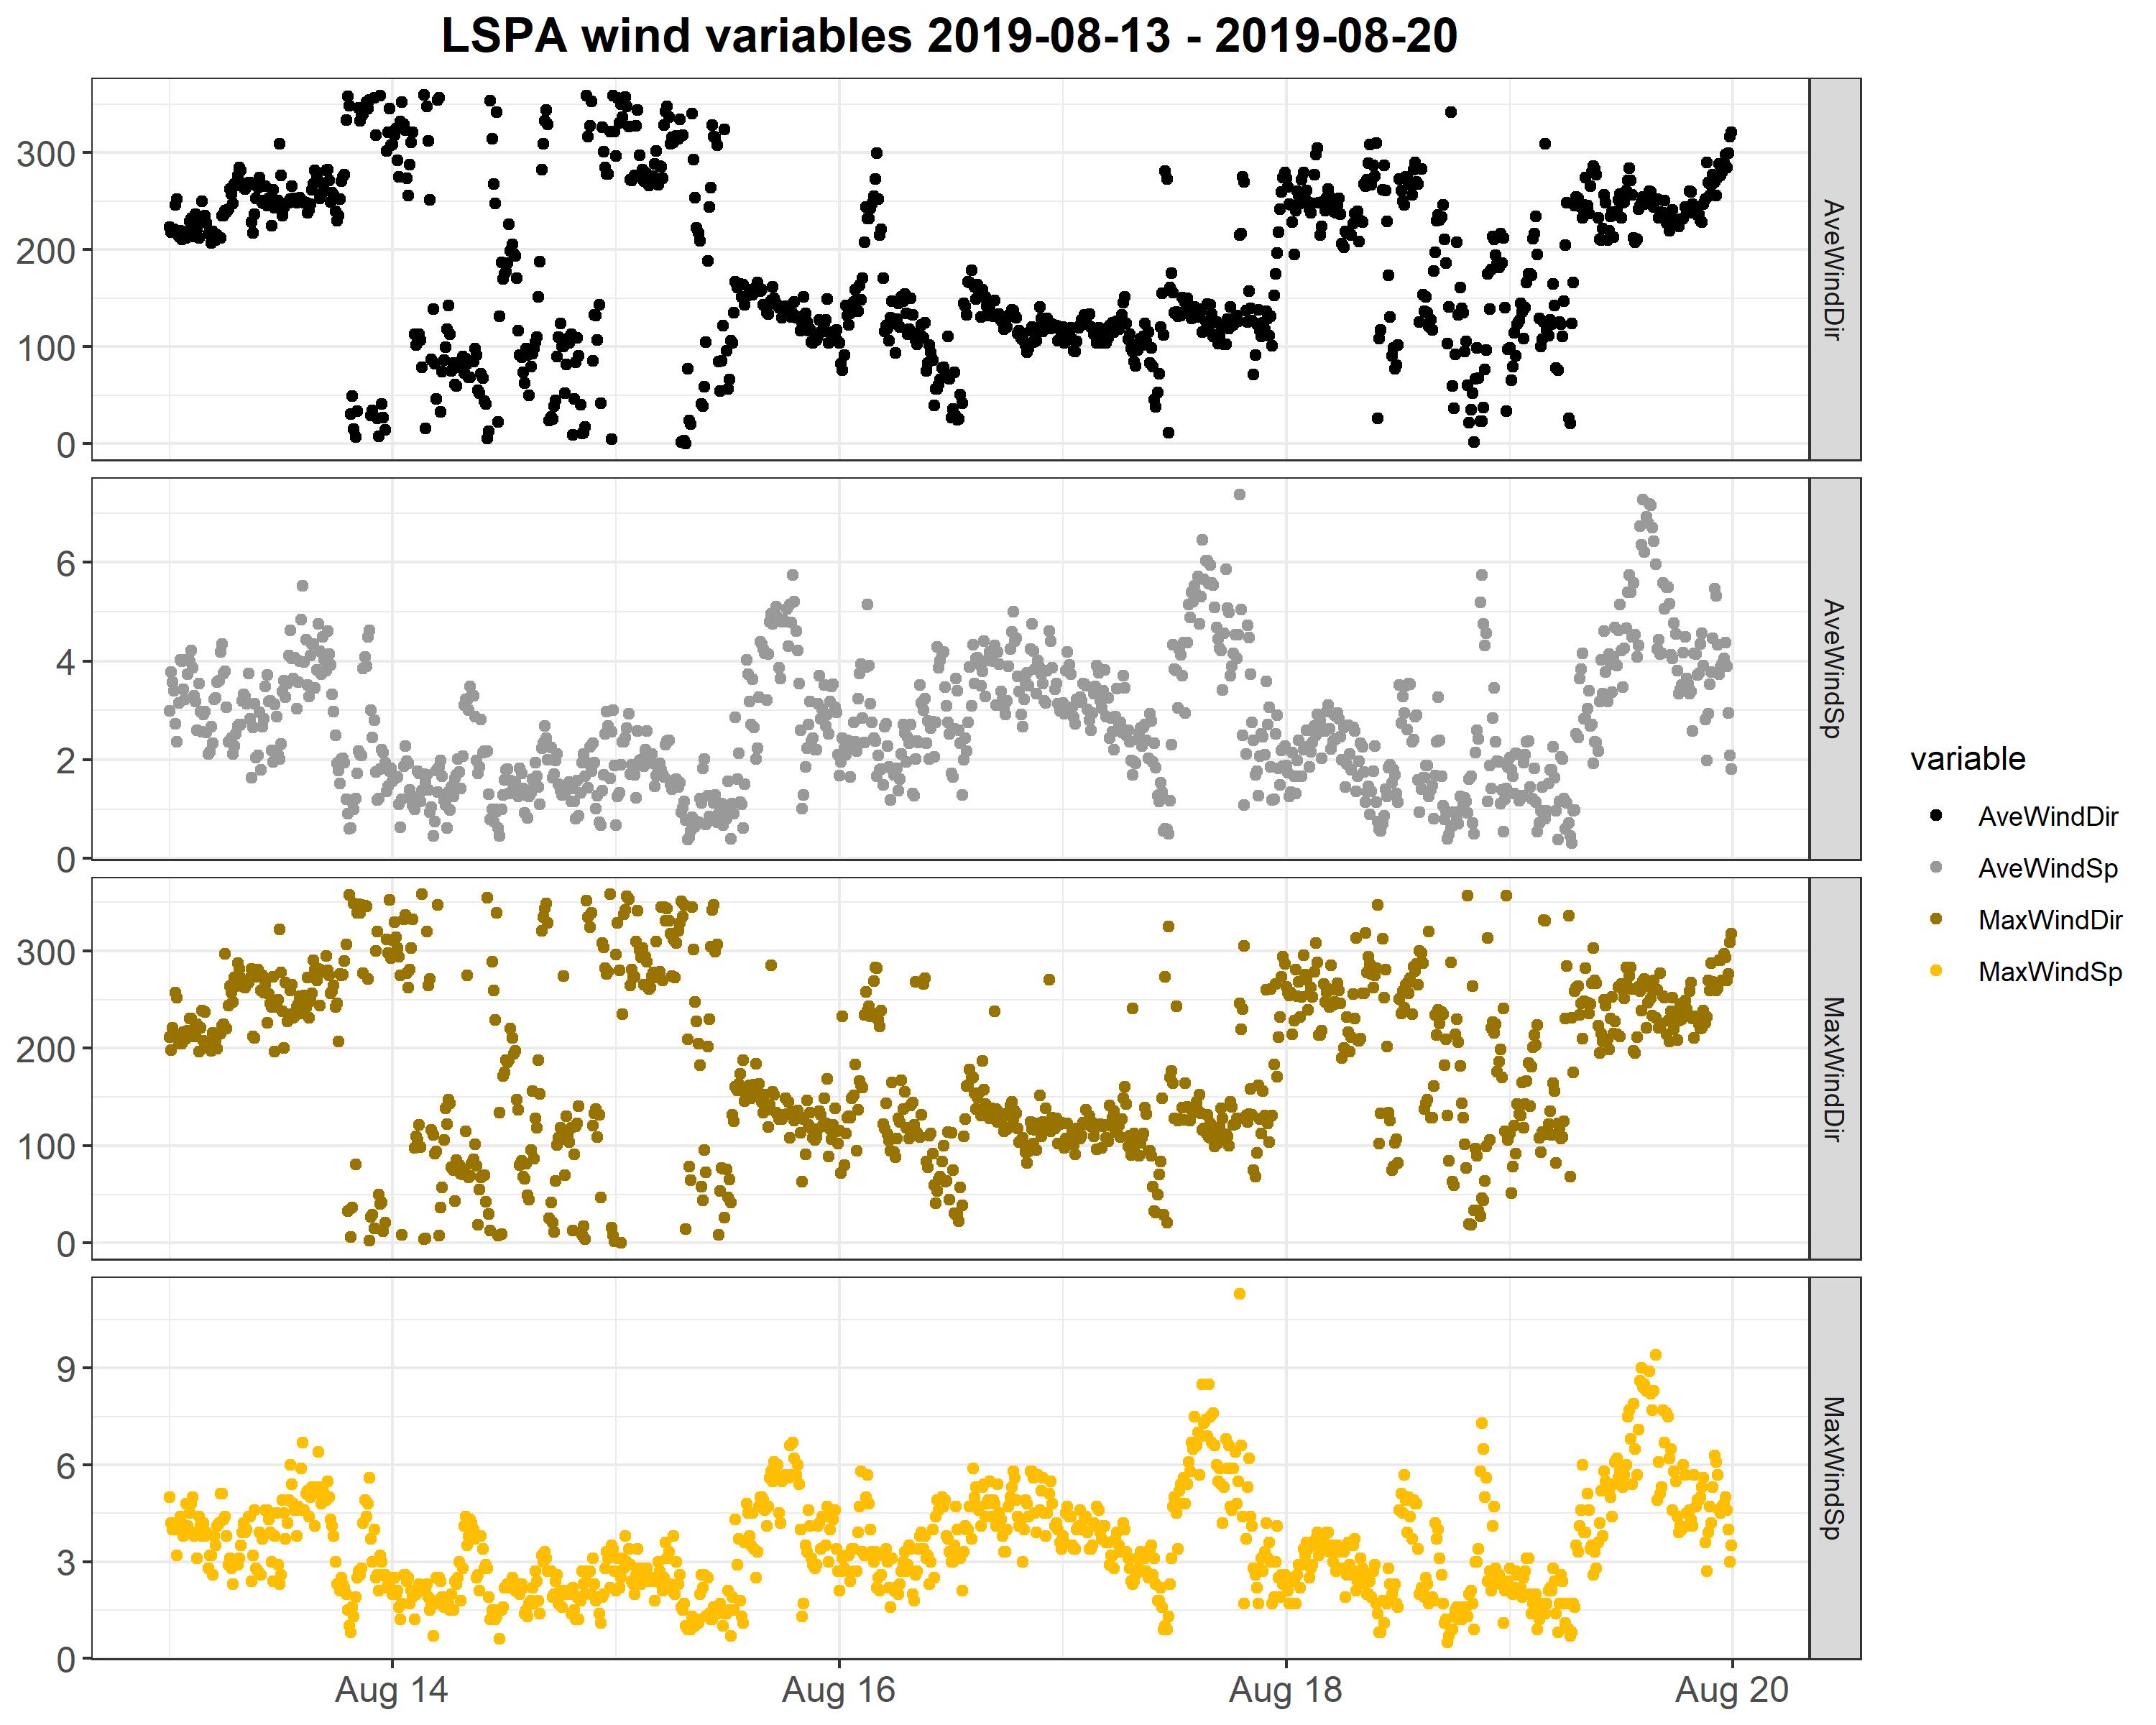 LSPA wind variables 2019-08-13 - 2019-08-20
300
200
100
0
AveWindDir
6
4
2
0
AveWindSp
300
200
100
0
MaxWindDir
9
6
3
0
MaxWindSp
Aug 14
Aug 16
Aug 18
Aug 20
variable
AveWindDir
AveWindSp
MaxWindDir
MaxWindSp